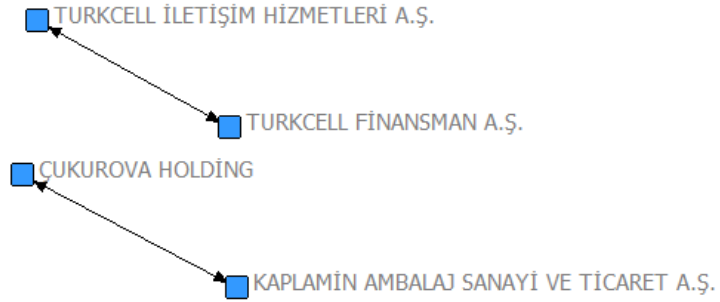 TURKCELL İLETİŞİM HİZMETLERİ A.Ş.
TURKCELL FİNANSMAN A.Ş.
ÇUKUROVA HOLDİNG
KAPLAMİN AMBALAJ SANAYİ VE TİCARET A.Ş.